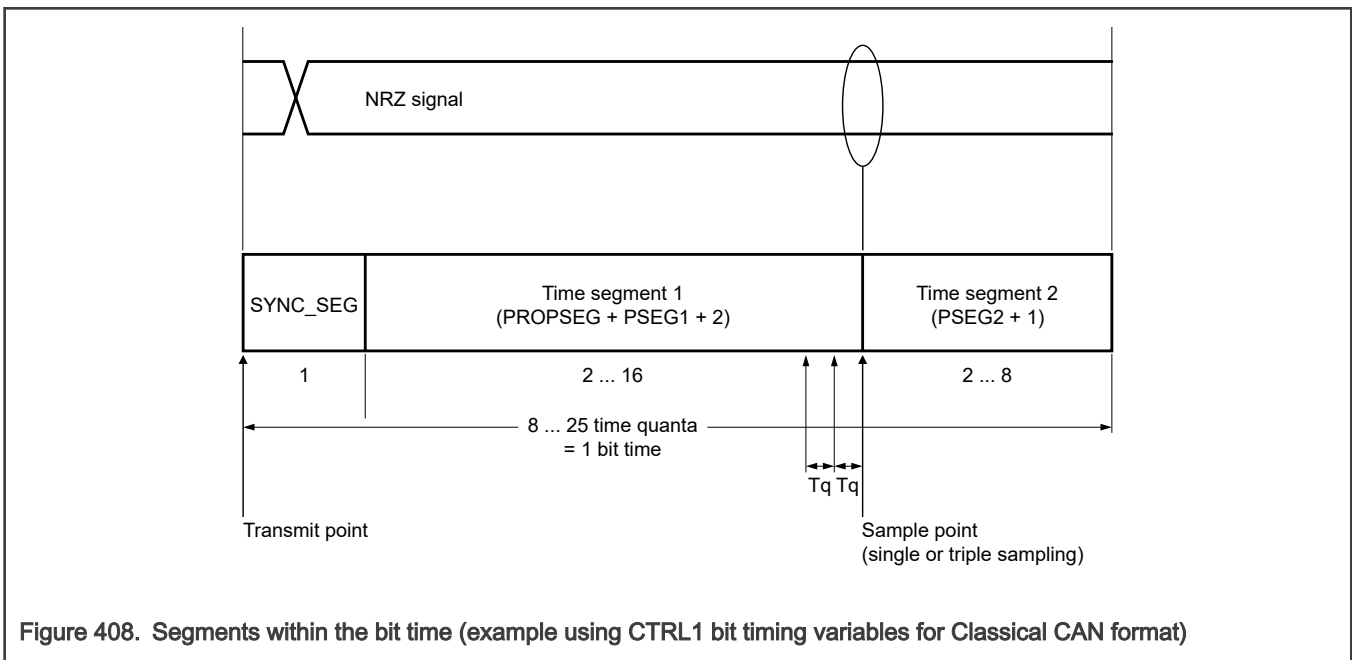 NRZ signal
SYNC_SEG
Time segment 1
(PROPSEG + PSEG1 + 2)
Time segment 2
(PSEG2 + 1)
1
2 ... 16
2 ... 8
8 ... 25 time quanta
= 1 bit time
Tq Tq
Transmit point
Sample point
(single or triple sampling)
Figure 408. Segments within the bit time (example using CTRL1 bit timing variables for Classical CAN format)